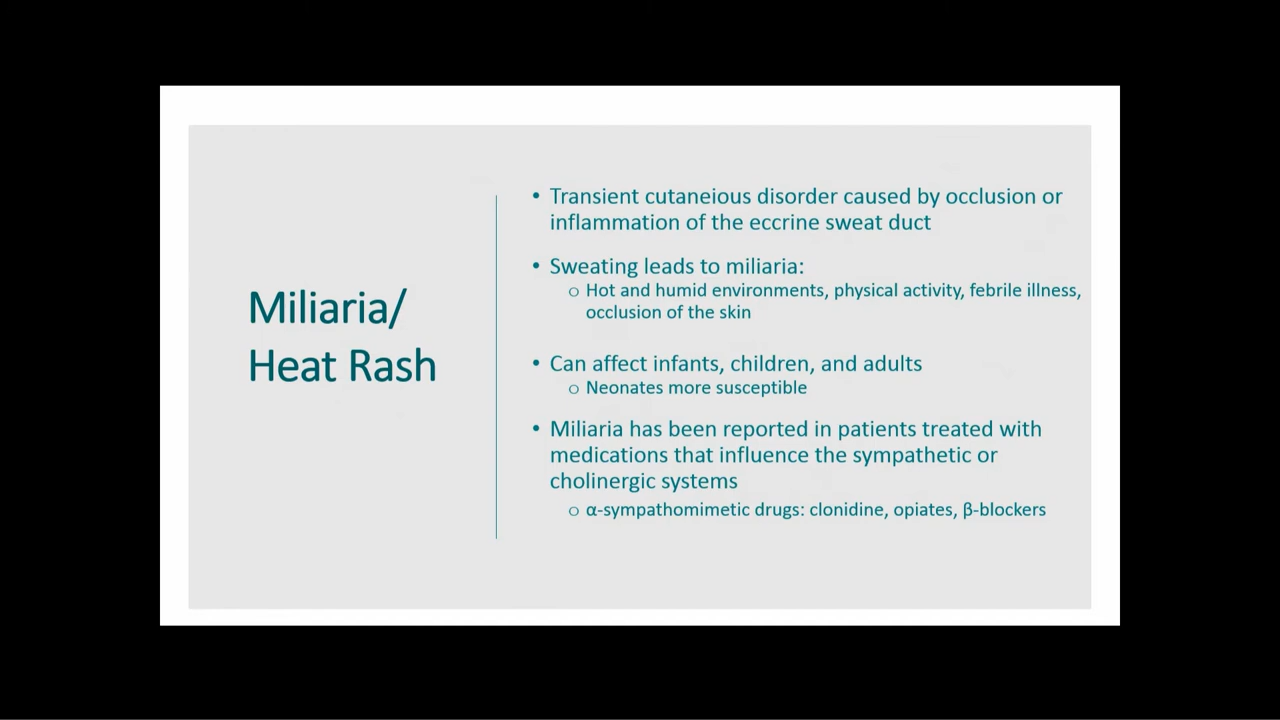 Miliaria/
Heat Rash
• Transient cutaneious disorder caused by occlusion or
inflammation of the eccrine sweat duct
• Sweating leads to miliaria:
o Hot and humid environments, physical activity, febrile illness,
occlusion of the skin
• Can affect infants, children, and adults
o Neonates more susceptible
• Miliaria has been reported in patients treated with
medications that influence the sympathetic or
cholinergic systems
o α-sympathomimetic drugs: clonidine, opiates, β-blockers